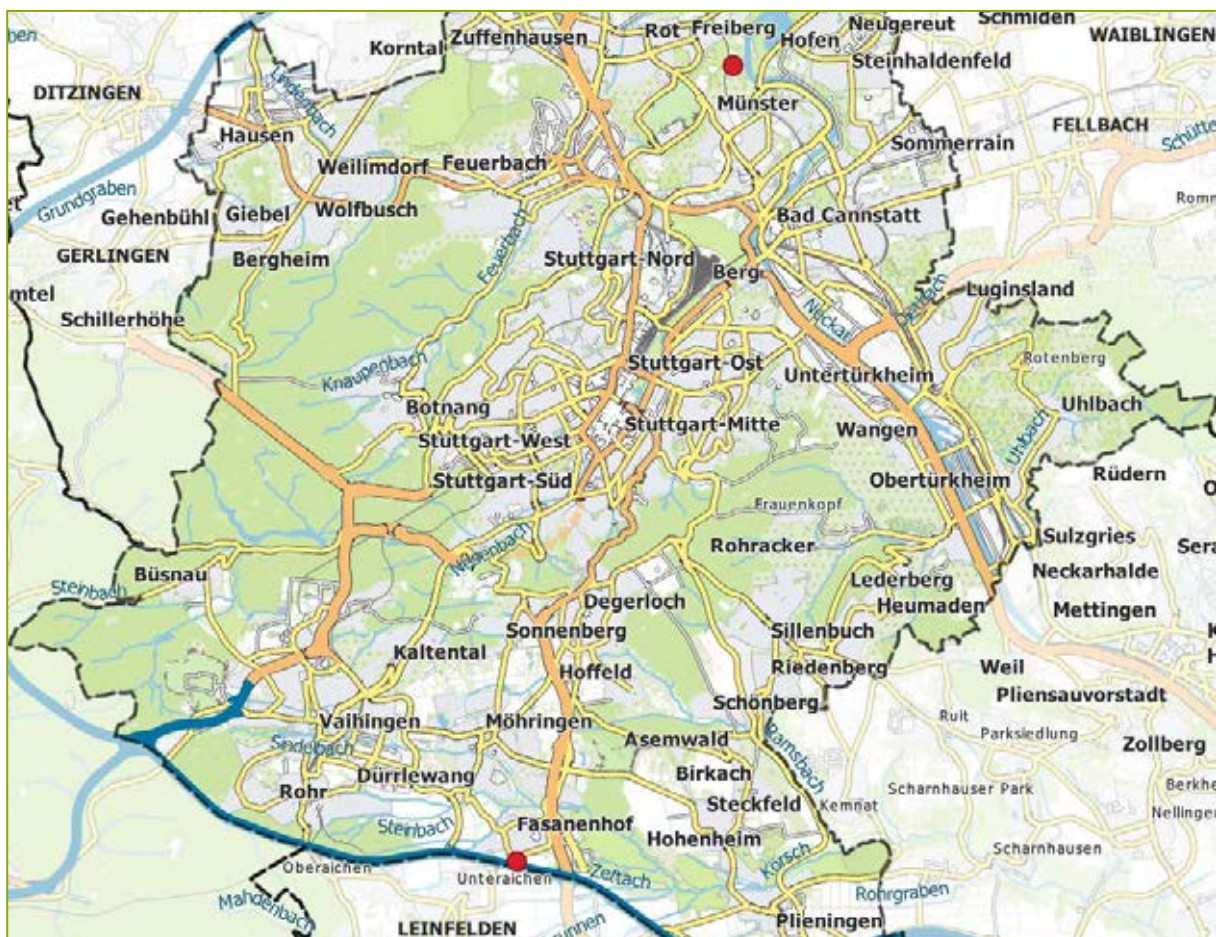 Zuffenhausen
Rot
Freiberg
Hofen
Neugereut
Schmiden
WAIBLINGEN
Korntal
Steinhaldenfeld
DITZINGEN
Lindenbach
Münster
Hausen
FELLBACH
Sommerrain
Weilimdorf
Feuerbach
Grundgraben
Gehenbühl
Giebel
Wolfbusch
Bad Cannstatt
GERLINGEN
Bergheim
Feuerbach
Stuttgart-Nord
Berg
Luginsland
Schillerhöhe
Neckar
Rotenberg
Knaupenbach
Stuttgart-Ost
Untertürkheim
Uhlbach
Botnang
Stuttgart-West
Stuttgart-Mitte
Wangen
Uhlbach
Stuttgart-Süd
Obertürkheim
Rüdern
Frauenkopf
Nesenbach
Rohracker
Sulzgries
Büsnau
Steinbach
Neckarhalde
Lederberg
Heumaden
Degerloch
Mettingen
Sonnenberg
Sillenbuch
Kaltental
Hoffeld
Riedenberg
Weil
Pliensauvorstadt
Schönberg
Vaihingen
Möhringen
Ruit
Parksiedlung
Asemwald
Ramsbach
Zollberg
Sindelbach
Dürrlewang
Birkach
Rohr
Steckfeld
Kemnat
Scharnhauser Park
Nellingen
Steinbach
Fasanenhof
Hohenheim
Scharnhausen
Oberaichen
Unteraichen
Zettach
Körsch
Rohrgraben
Mahdenbach
LEINFELDEN
Plieningen